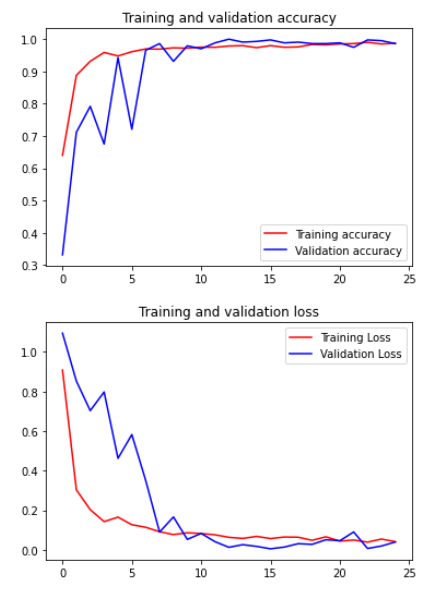 Training and validation accuracy
1.0
0.9
0.8
0.7
0.6
0.5
0.4
0.3
Training accuracy
Validation accuracy
0 5 10 15 20 25
Training and validation loss
1.0
0.8
0.6
0.4
0.2
0.0
Training Loss
Validation Loss
0 5 10 15 20 25